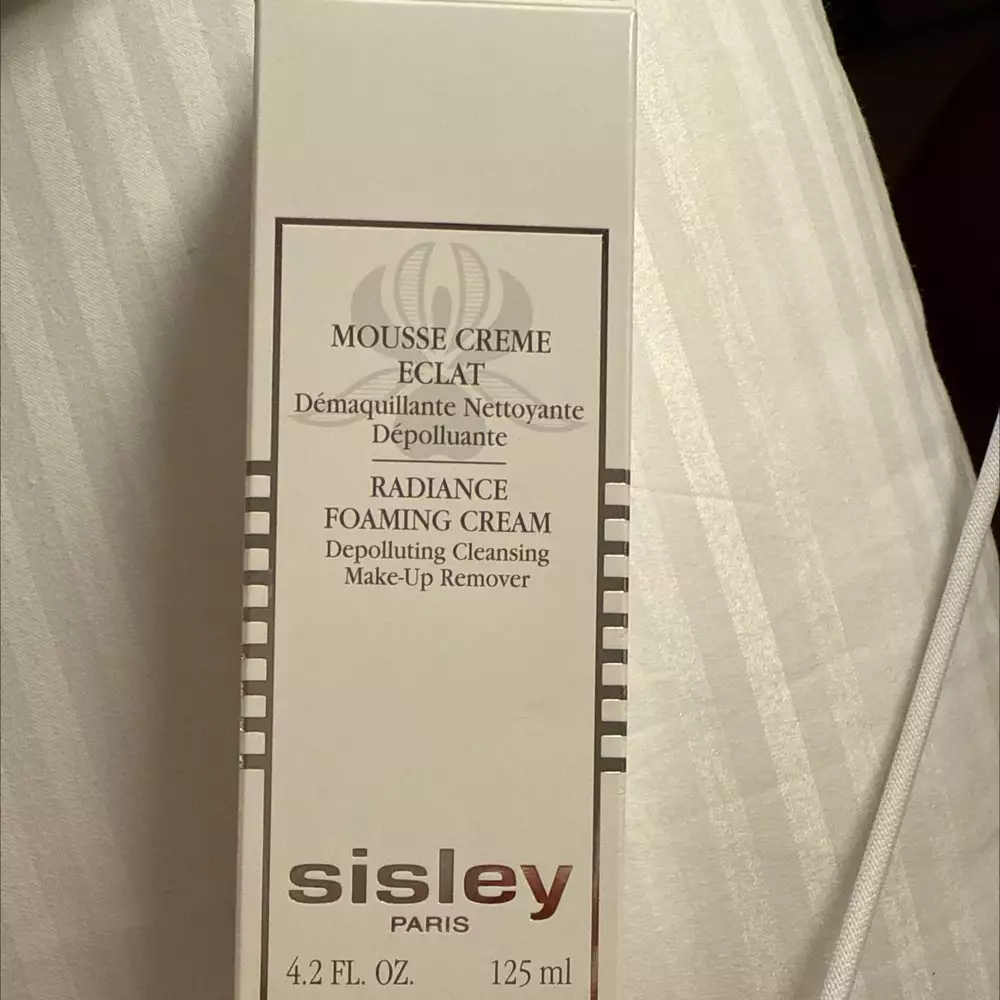 MOUSSE CREME
ECLAT
Démaquillante Nettoyante
Dépolluante
RADIANCE
FOAMING CREAM
Depolluting Cleansing
Make-Up Remover
sisley
PARIS
4.2 FL. OZ. 125 ml